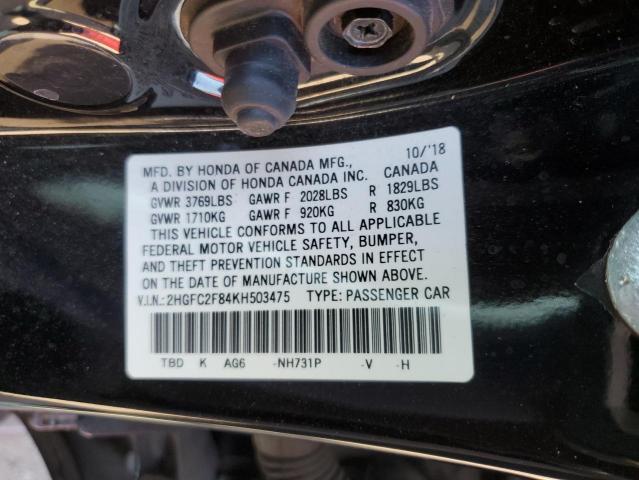 10/'18
MFD. BY HONDA OF CANADA MFG., CANADA
A DIVISION OF HONDA CANADA INC.
GVWR 3769LBS GAWR F 2028LBS R 1829LBS
GVWR 1710KG GAWR F 920KG R 830KG
THIS VEHICLE CONFORMS TO ALL APPLICABLE
FEDERAL MOTOR VEHICLE SAFETY, BUMPER,
AND THEFT PREVENTION STANDARDS IN EFFECT
ON THE DATE OF MANUFACTURE SHOWN ABOVE.
V.I.N.:2HGFC2F84KH503475 TYPE: PASSENGER CAR
TBD K AG6 -NH731P -V -H